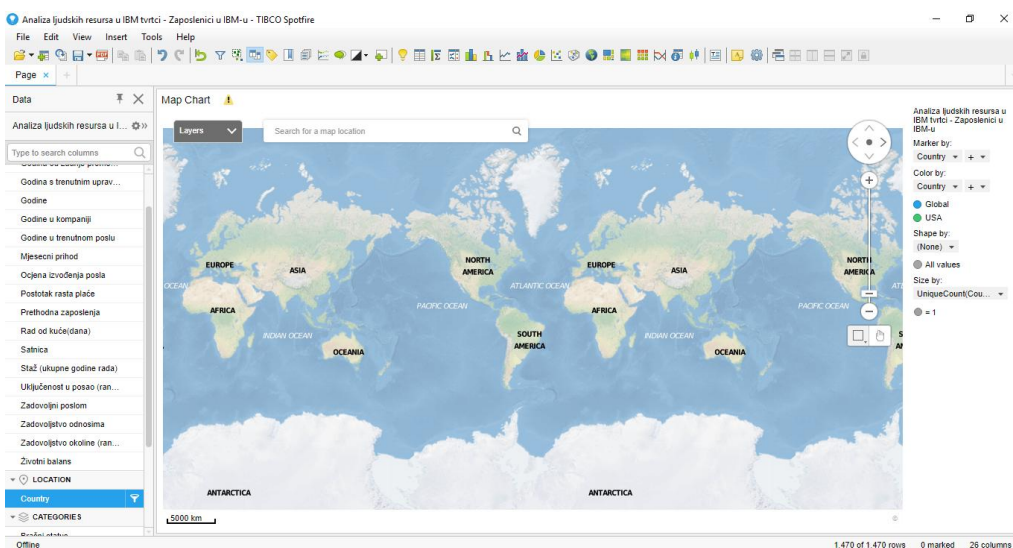 Analiza ljudskih resursa u IBM tvrtci - Zaposlenici u IBM-u - TIBCO Spotfire
File Edit View Insert Tools Help
Page × +
Data
Map Chart
Analiza ljudskih resursa u I...
Type to search columns
Godina s trenutnim uprav...
Godine
Godine u kompaniji
Godine u trenutnom poslu
Mjesecni prihod
Ocjena izvođenja posla
Postotak rasta plaće
Prethodna zaposlenja
Rad od kuće(dana)
Satnica
Staž (ukupne godine rada)
Uključenost u posao (ran...
Zadovoljni poslom
Zadovoljstvo odnosima
Zadovoljstvo okoline (ran...
Životni balans
LOCATION
Country
CATEGORIES
Bračni status
Layers
Search for a map location
EUROPE
ASIA
NORTH
AMERICA
EUROPE
ASIA
NORTH
AMERICA
OCEAN
ATLANTIC OCEAN
AFRICA
PACIFIC OCEAN
AFRICA
PACIFIC OCEAN
INDIAN OCEAN
SOUTH
AMERICA
INDIAN OCEAN
OCEANIA
OCEANIA
ANTARCTICA
ANTARCTICA
5000 km
Analiza ljudskih resursa u
IBM tvrtci - Zaposlenici u
IBM-u
Marker by:
Country +
Color by:
Country +
Global
USA
Shape by:
(None)
All values
Size by:
UniqueCount(Cou...
= 1
Offline
1.470 of 1.470 rows 0 marked 26 columns